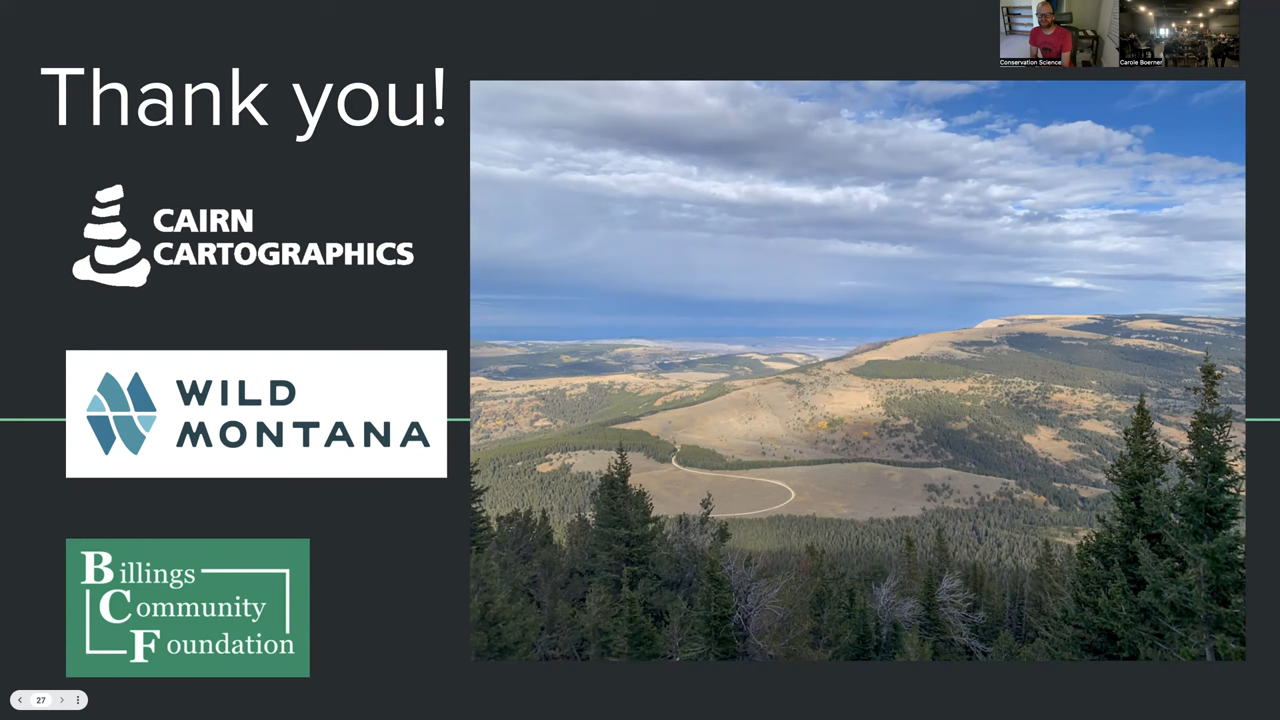 Conservation Science
Carole Boerner
Thank you!
CAIRN
CARTOGRAPHICS
WILD
MONTANA
Billings
Community
Foundation
27